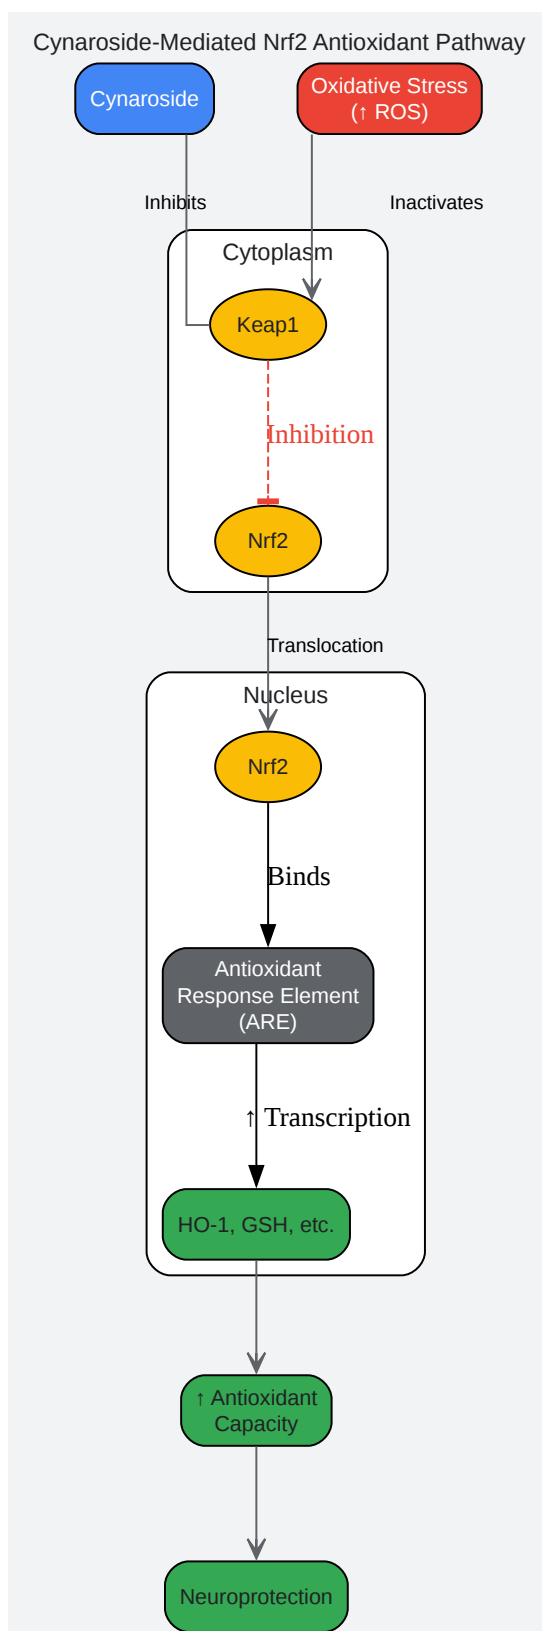 Cynaroside-Mediated Nrf2 Antioxidant Pathway
Cynaroside
Oxidative Stress
(↑ ROS)
Inhibits
Inactivates
Cytoplasm
Keap1
Inhibition
Nrf2
Translocation
Nucleus
Nrf2
Binds
Antioxidant
Response Element
(ARE)
↑ Transcription
HO-1, GSH, etc.
↑ Antioxidant
Capacity
Neuroprotection